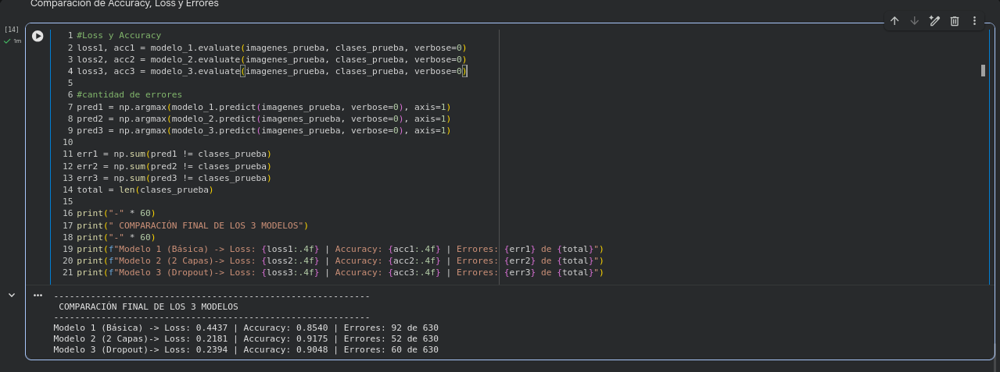 Comparación de Accuracy, Loss y Errores
[14]
1m
1 #Loss y Accuracy
2 loss1, acc1 = modelo_1.evaluate(imagenes_prueba, clases_prueba, verbose=0)
3 loss2, acc2 = modelo_2.evaluate(imagenes_prueba, clases_prueba, verbose=0)
4 loss3, acc3 = modelo_3.evaluate(imagenes_prueba, clases_prueba, verbose=0)
5
6 #cantidad de errores
7 pred1 = np.argmax(modelo_1.predict(imagenes_prueba, verbose=0), axis=1)
8 pred2 = np.argmax(modelo_2.predict(imagenes_prueba, verbose=0), axis=1)
9 pred3 = np.argmax(modelo_3.predict(imagenes_prueba, verbose=0), axis=1)
10
11 err1 = np.sum(pred1 != clases_prueba)
12 err2 = np.sum(pred2 != clases_prueba)
13 err3 = np.sum(pred3 != clases_prueba)
14 total = len(clases_prueba)
15
16 print("-" * 60)
17 print(" COMPARACIÓN FINAL DE LOS 3 MODELOS")
18 print("-" * 60)
19 print(f"Modelo 1 (Básica) -> Loss: {loss1:.4f} | Accuracy: {acc1:.4f} | Errores: {err1} de {total}")
20 print(f"Modelo 2 (2 Capas)-> Loss: {loss2:.4f} | Accuracy: {acc2:.4f} | Errores: {err2} de {total}")
21 print(f"Modelo 3 (Dropout)-> Loss: {loss3:.4f} | Accuracy: {acc3:.4f} | Errores: {err3} de {total}")
------------------------------------------------------------
COMPARACIÓN FINAL DE LOS 3 MODELOS
------------------------------------------------------------
Modelo 1 (Básica) -> Loss: 0.4437 | Accuracy: 0.8540 | Errores: 92 de 630
Modelo 2 (2 Capas)-> Loss: 0.2181 | Accuracy: 0.9175 | Errores: 52 de 630
Modelo 3 (Dropout)-> Loss: 0.2394 | Accuracy: 0.9048 | Errores: 60 de 630